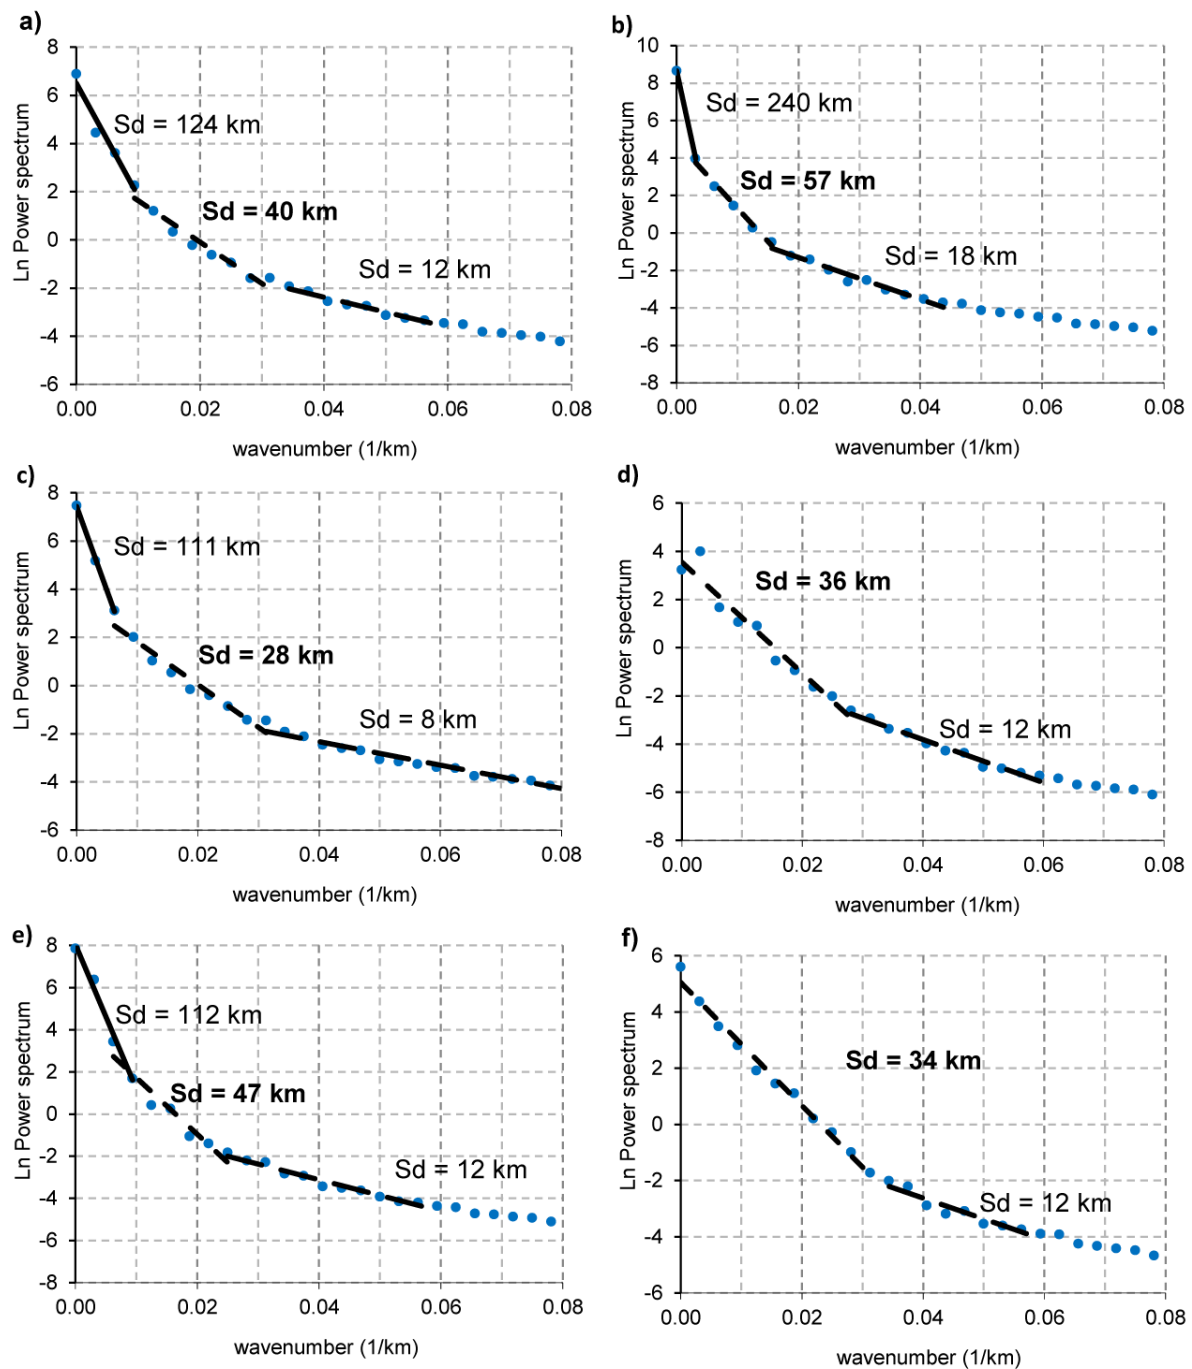 a)
8
6
4
2
0
-2
-4
-6
Ln Power spectrum
Sd = 124 km
Sd = 40 km
Sd = 12 km
0.00 0.02 0.04 0.06 0.08
wavenumber (1/km)
b)
10
8
6
4
2
0
-2
-4
-6
-8
Ln Power spectrum
Sd = 240 km
Sd = 57 km
Sd = 18 km
0.00 0.02 0.04 0.06 0.08
wavenumber (1/km)
c)
8
6
4
2
0
-2
-4
-6
Ln Power spectrum
Sd = 111 km
Sd = 28 km
Sd = 8 km
0.00 0.02 0.04 0.06 0.08
wavenumber (1/km)
d)
6
4
2
0
-2
-4
-6
-8
Ln Power spectrum
Sd = 36 km
Sd = 12 km
0.00 0.02 0.04 0.06 0.08
wavenumber (1/km)
e)
8
6
4
2
0
-2
-4
-6
-8
Ln Power spectrum
Sd = 112 km
Sd = 47 km
Sd = 12 km
0.00 0.02 0.04 0.06 0.08
wavenumber (1/km)
f)
6
4
2
0
-2
-4
-6
Ln Power spectrum
Sd = 34 km
Sd = 12 km
0.00 0.02 0.04 0.06 0.08
wavenumber (1/km)